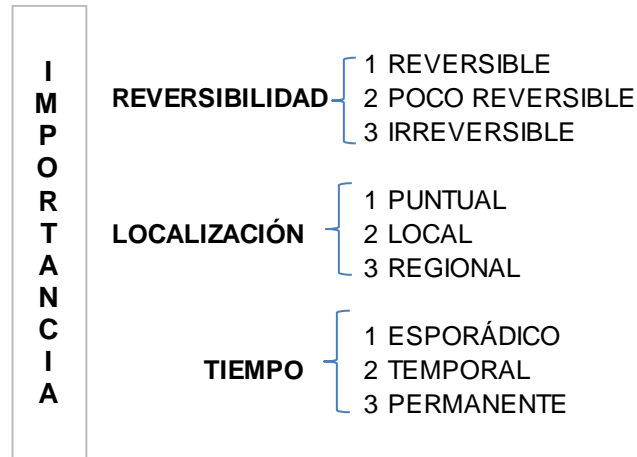 IMPORTANCIA
REVERSIBILIDAD
1 REVERSIBLE
2 POCO REVERSIBLE
3 IRREVERSIBLE
LOCALIZACIÓN
1 PUNTUAL
2 LOCAL
3 REGIONAL
TIEMPO
1 ESPORÁDICO
2 TEMPORAL
3 PERMANENTE